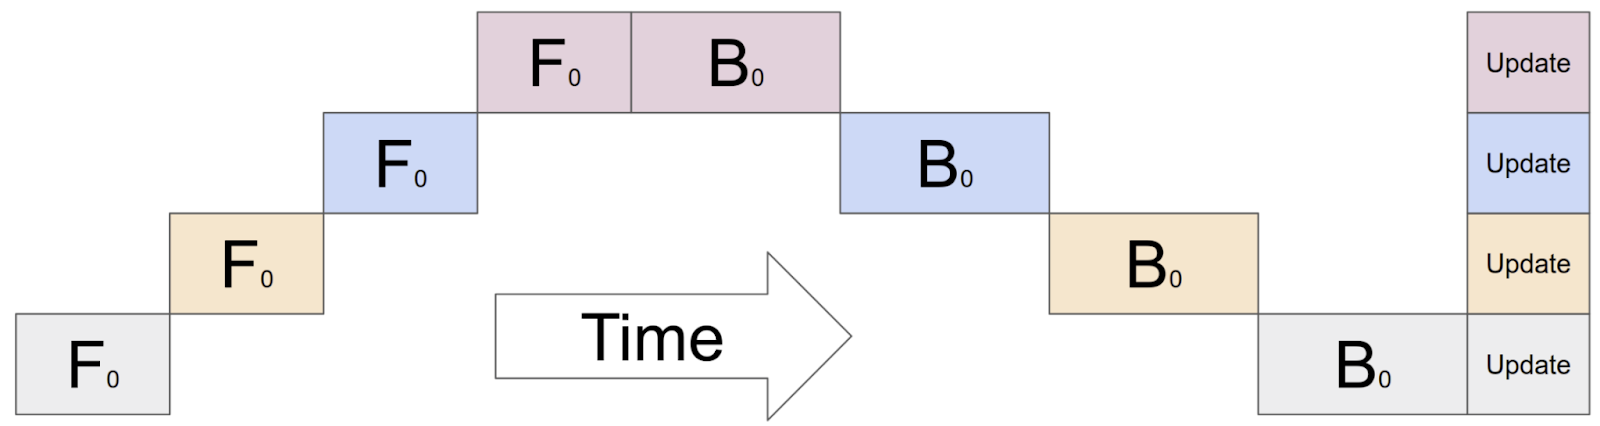 F₀ B₀ Update
F₀ B₀ Update
F₀ B₀ Update
Time
F₀ B₀ Update